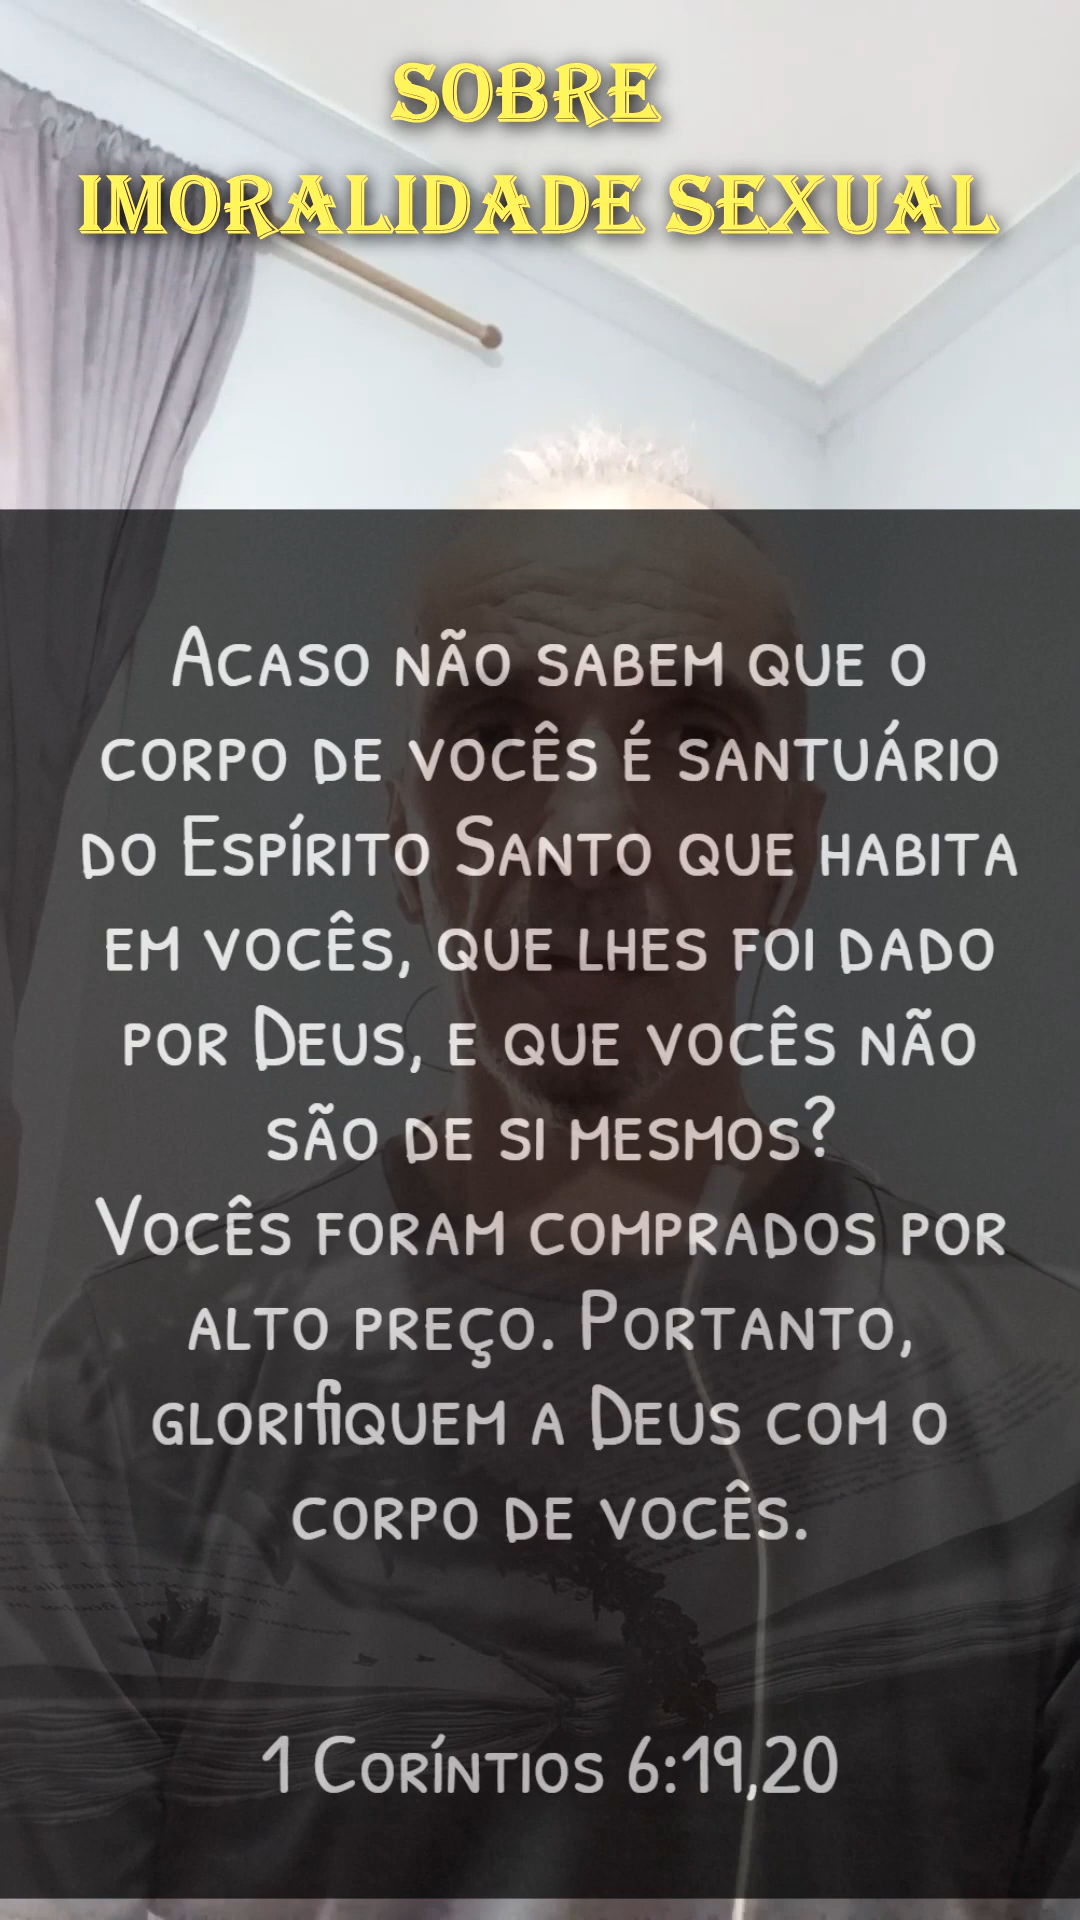 SOBRE
IMORALIDADE SEXUAL
Acaso não sabem que o
corpo de vocês é santuário
do Espírito Santo que habita
em vocês, que lhes foi dado
por Deus, e que vocês não
são de si mesmos?
Vocês foram comprados por
alto preço. Portanto,
glorifiquem a Deus com o
corpo de vocês.
1 Coríntios 6:19,20